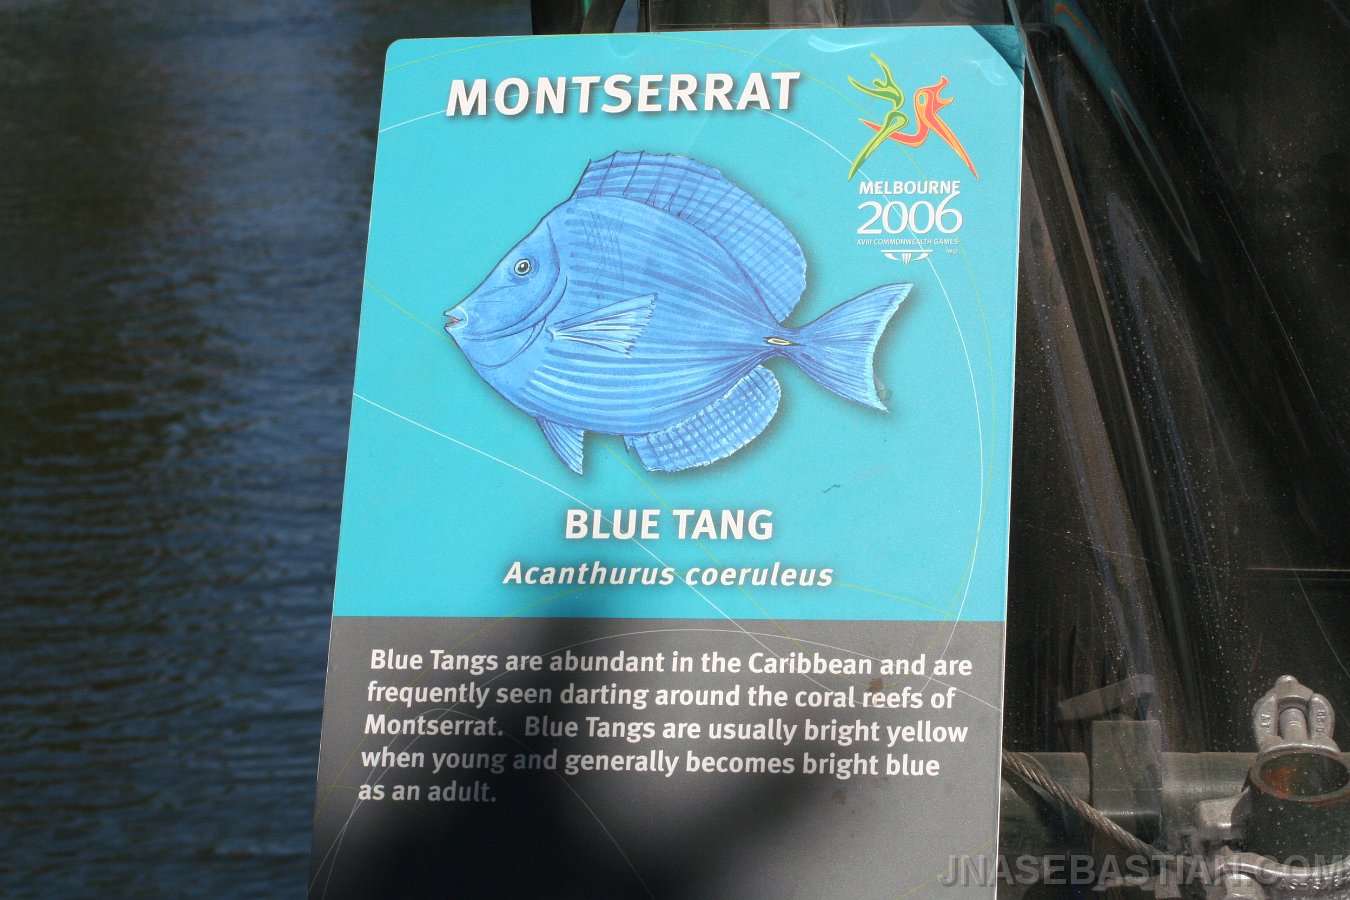 MONTSERRAT
MELBOURNE
2006
XVIII COMMONWEALTH GAMES
BLUE TANG
Acanthurus coeruleus
Blue Tangs are abundant in the Caribbean and are
frequently seen darting around the coral reefs of
Montserrat. Blue Tangs are usually bright yellow
when young and generally becomes bright blue
as an adult.
JNASEBASTIAN.COM